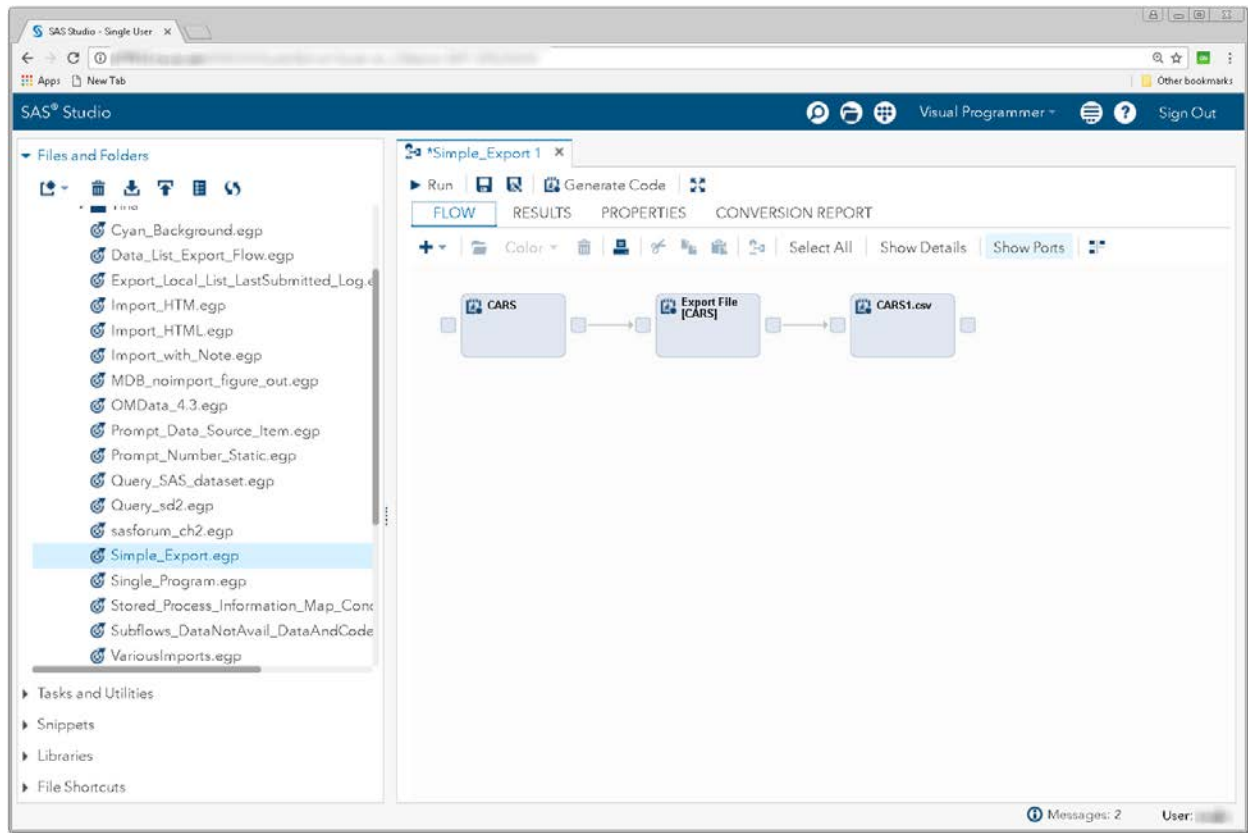 SAS Studio - Single User
Apps New Tab
Other bookmarks
SAS® Studio
Visual Programmer
Sign Out
Files and Folders
Cyan_Background.egp
Data_List_Export_Flow.egp
Export_Local_List_LastSubmitted_Log.e
Import_HTM.egp
Import_HTML.egp
Import_with_Note.egp
MDB_noimport_figure_out.egp
OMData_4.3.egp
Prompt_Data_Source_Item.egp
Prompt_Number_Static.egp
Query_SAS_dataset.egp
Query_sd2.egp
sasforum_ch2.egp
Simple_Export.egp
Single_Program.egp
Stored_Process_Information_Map_Conc
Subflows_DataNotAvail_DataAndCode
VariousImports.egp
Tasks and Utilities
Snippets
Libraries
File Shortcuts
*Simple_Export 1
Run Generate Code
FLOW RESULTS PROPERTIES CONVERSION REPORT
Color Select All Show Details Show Ports
CARS
Export File
[CARS]
CARS1.csv
Messages: 2 User: